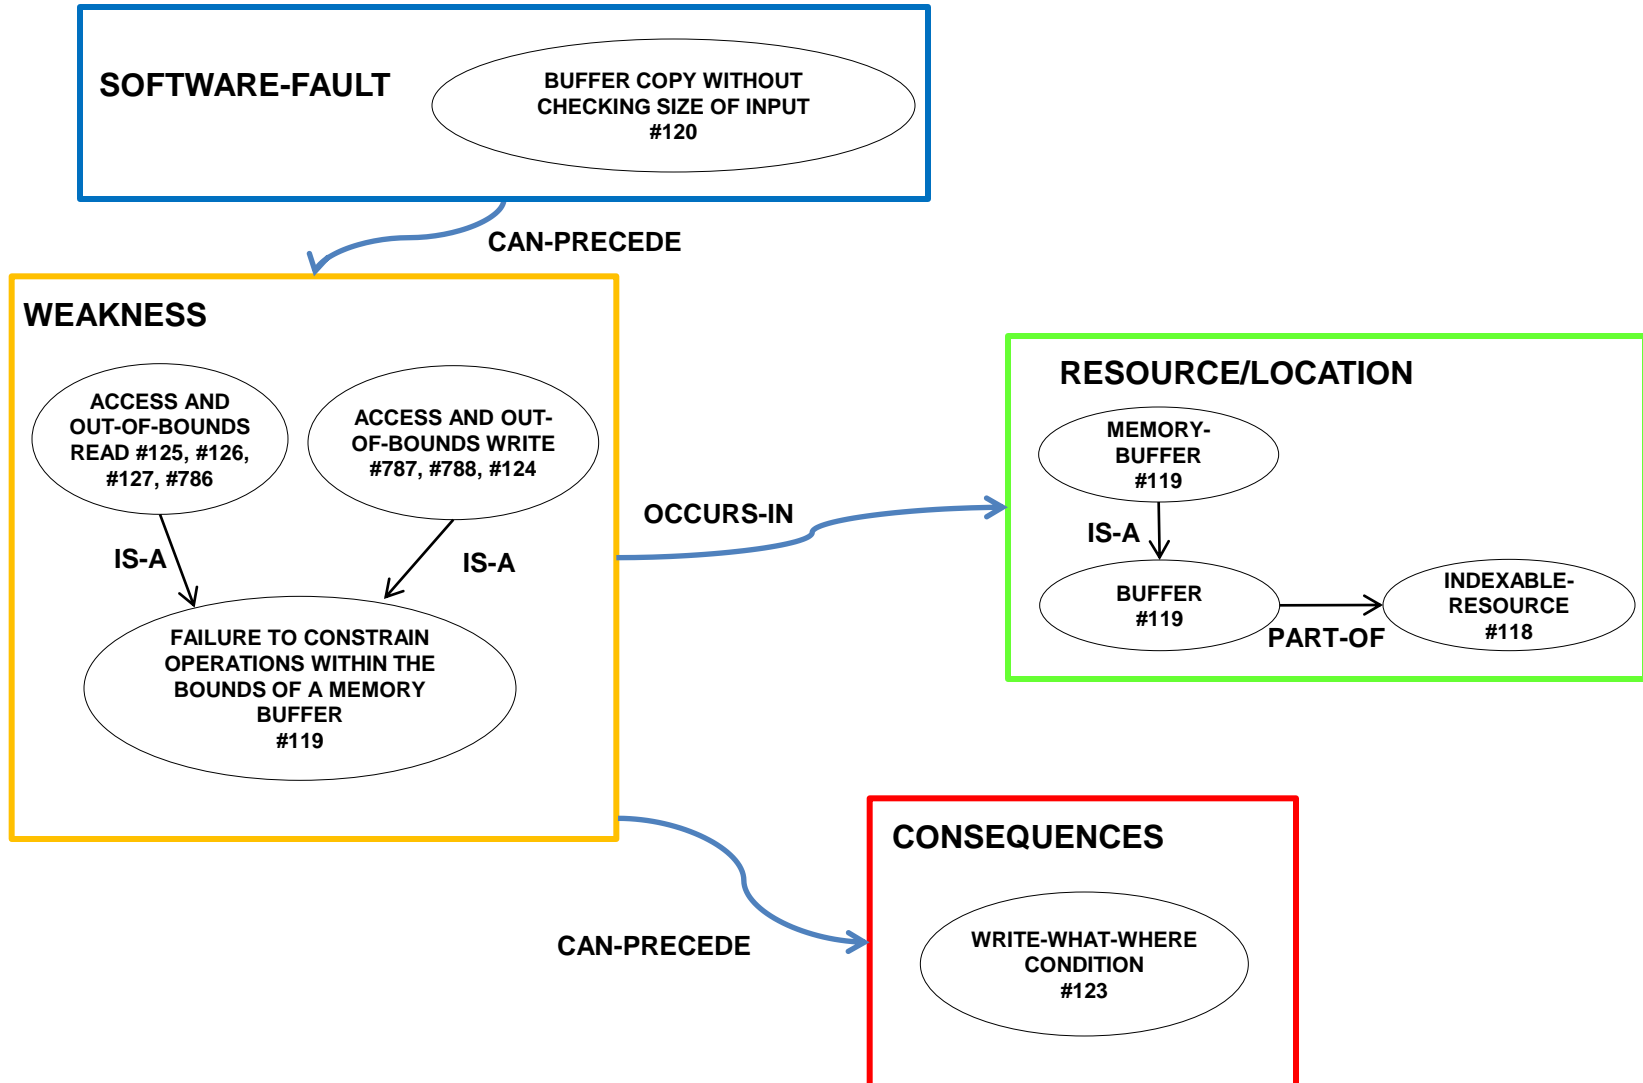 SOFTWARE-FAULT
BUFFER COPY WITHOUT
CHECKING SIZE OF INPUT
#120
CAN-PRECEDE
WEAKNESS
ACCESS AND
OUT-OF-BOUNDS
READ #125, #126,
#127, #786
ACCESS AND OUT-
OF-BOUNDS WRITE
#787, #788, #124
IS-A
IS-A
FAILURE TO CONSTRAIN
OPERATIONS WITHIN THE
BOUNDS OF A MEMORY
BUFFER
#119
OCCURS-IN
RESOURCE/LOCATION
MEMORY-
BUFFER
#119
IS-A
BUFFER
#119
PART-OF
INDEXABLE-
RESOURCE
#118
CAN-PRECEDE
CONSEQUENCES
WRITE-WHAT-WHERE
CONDITION
#123